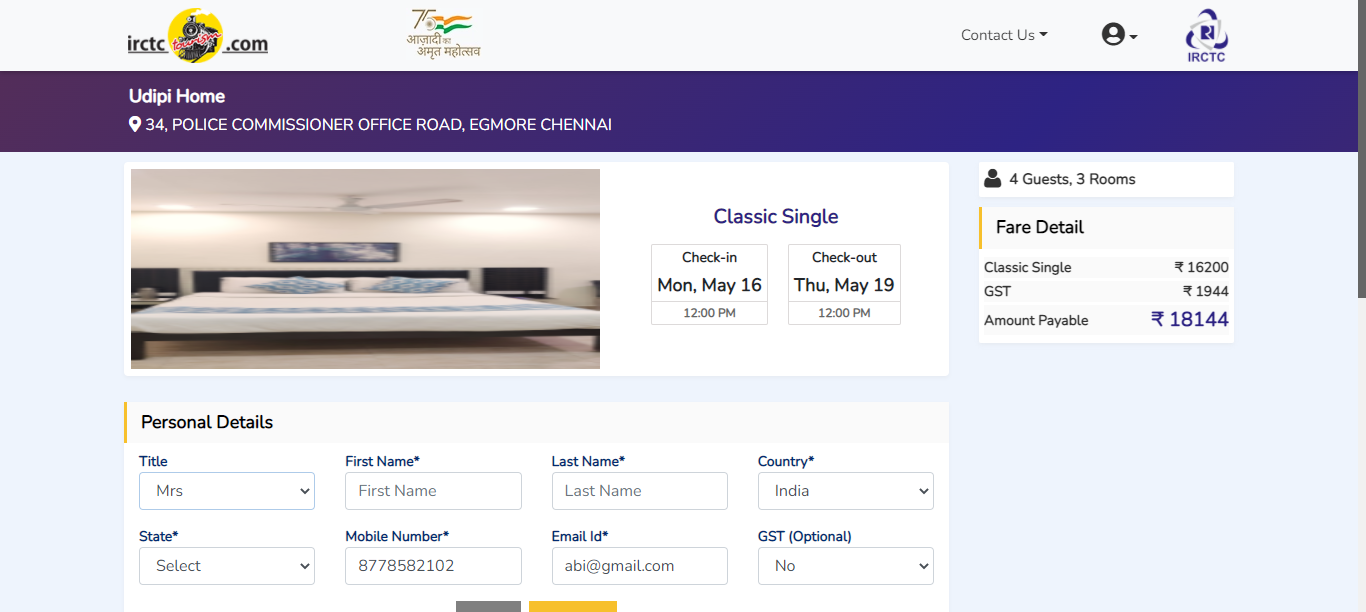 irctc tourism .com
75
आज़ादी का
अमृत महोत्सव
Contact Us
IRCTC
Udipi Home
34, POLICE COMMISSIONER OFFICE ROAD, EGMORE CHENNAI
Classic Single
Check-in
Mon, May 16
12:00 PM
Check-out
Thu, May 19
12:00 PM
4 Guests, 3 Rooms
Fare Detail
Classic Single ₹ 16200
GST ₹ 1944
Amount Payable ₹ 18144
Personal Details
Title First Name* Last Name* Country*
Mrs First Name Last Name India
State* Mobile Number* Email Id* GST (Optional)
Select 8778582102 abi@gmail.com No